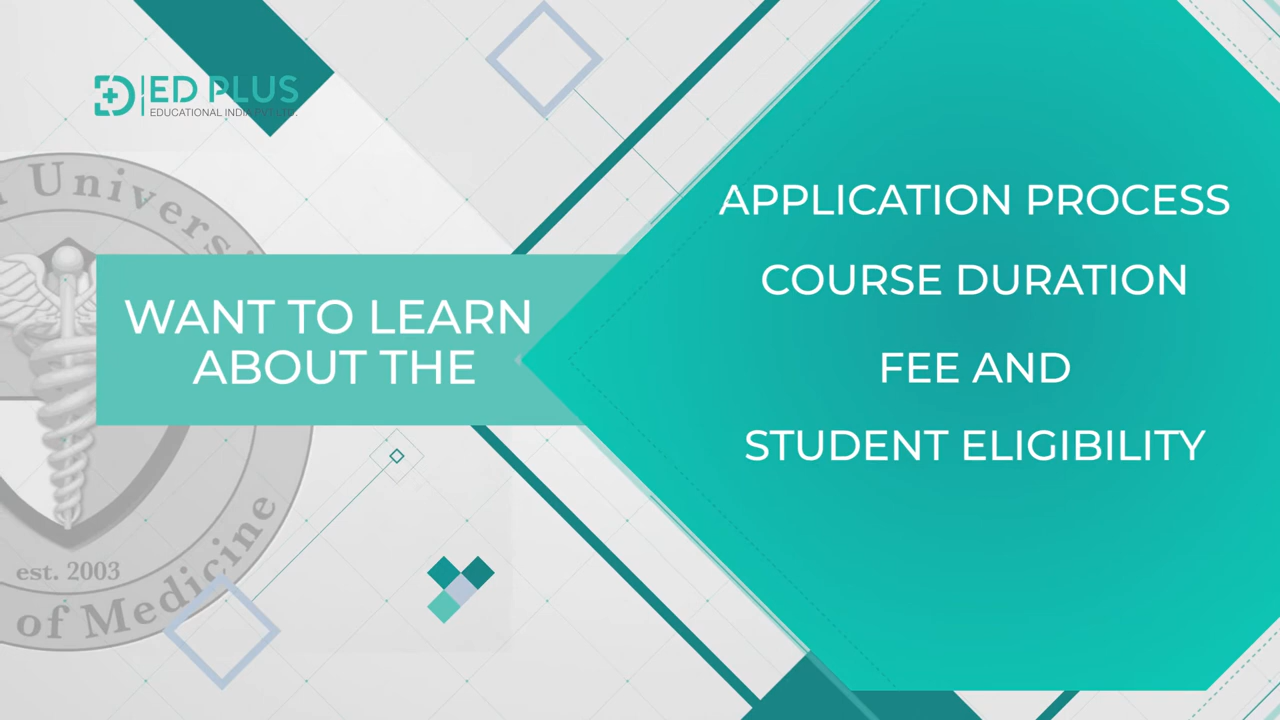 ED PLUS
EDUCATIONAL INDIA PVT. LTD.
University
est. 2003
of Medicine
WANT TO LEARN
ABOUT THE
APPLICATION PROCESS
COURSE DURATION
FEE AND
STUDENT ELIGIBILITY